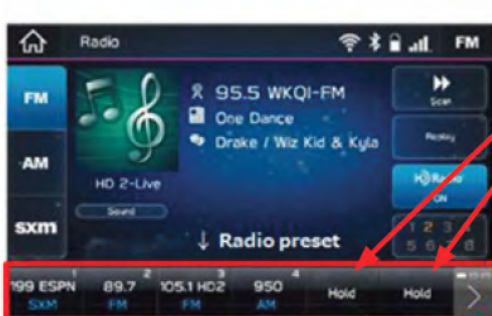 Radio
FM
FM
95.5 WKQI-FM
Scan
One Dance
Replay
Drake / Wiz Kid & Kyla
AM
HD 2-Live
HD Radio
ON
Sound
1 2 3 4
5 6 8
sxm
↓ Radio preset
1 2 3 4
199 ESPN 89.7 105.1 HD2 950 Hold Hold >
SXM FM FM AM